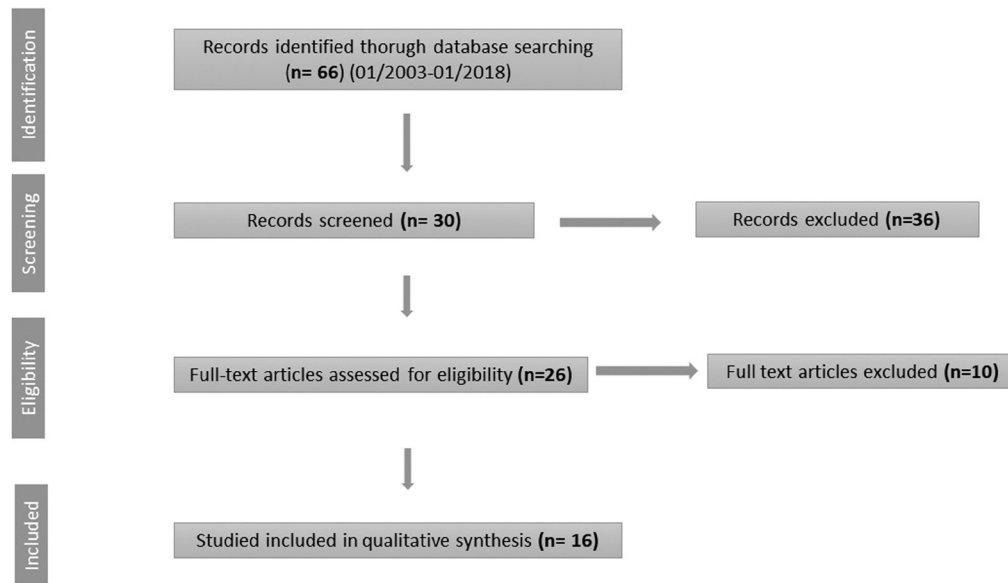 Identification
Records identified thorugh database searching
(n= 66) (01/2003-01/2018)
Screening
Records screened (n= 30)
Records excluded (n=36)
Eligibility
Full-text articles assessed for eligibility (n=26)
Full text articles excluded (n=10)
Included
Studied included in qualitative synthesis (n= 16)